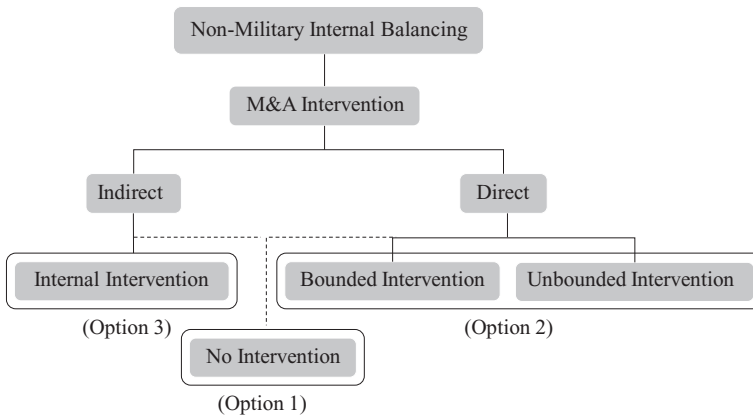 Non-Military Internal Balancing
M&A Intervention
Indirect
Direct
Internal Intervention
Bounded Intervention
Unbounded Intervention
(Option 3)
(Option 2)
No Intervention
(Option 1)